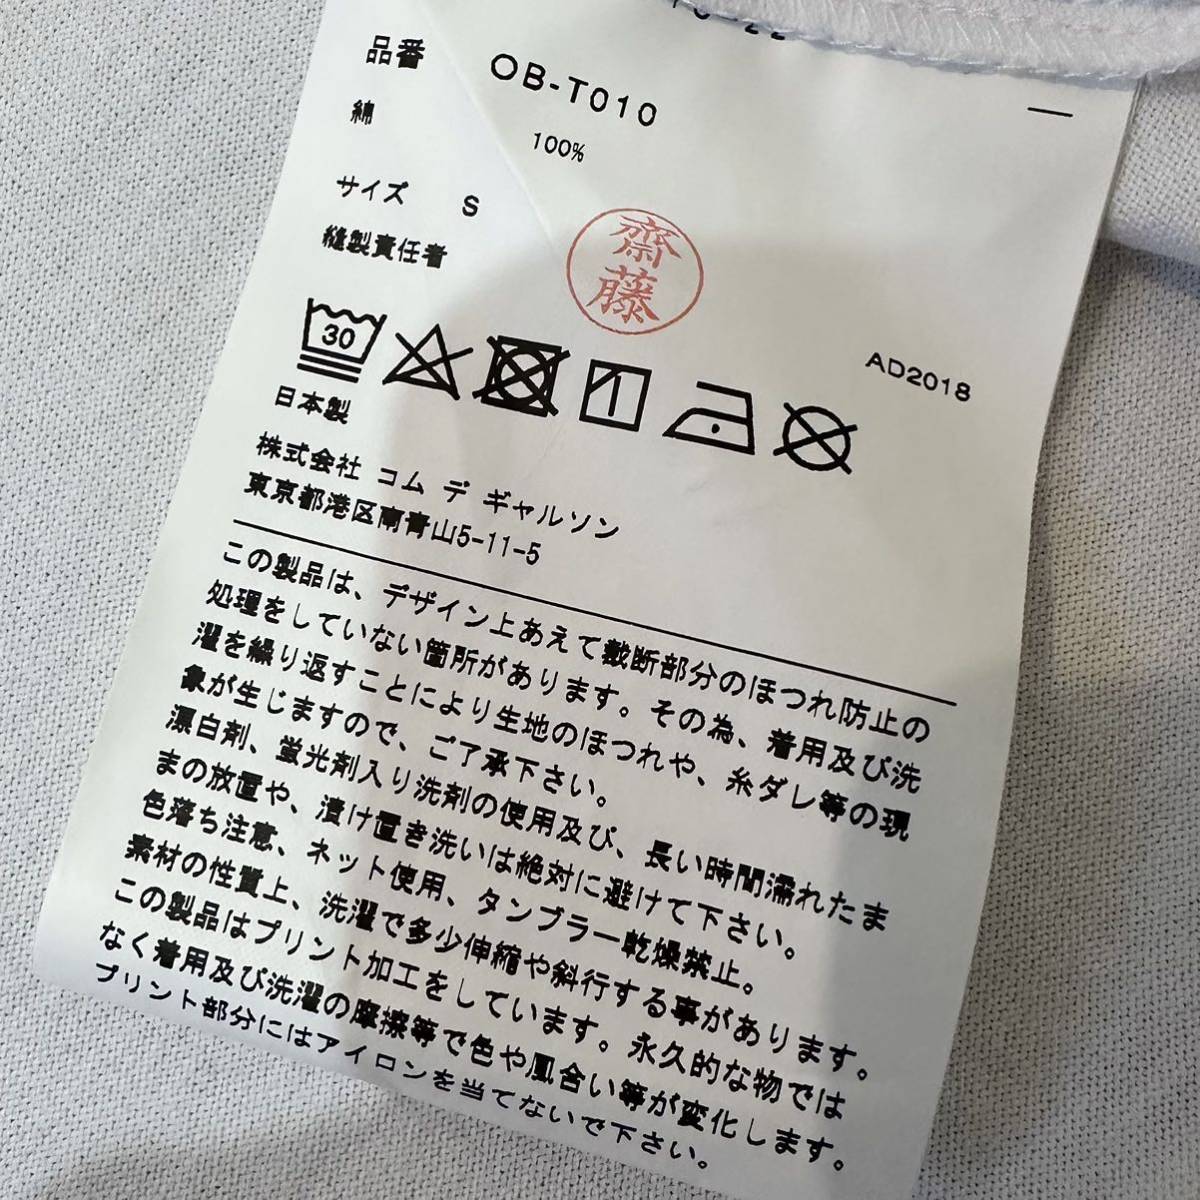 品番 OB-T010
綿 100%
サイズ S
縫製責任者 齋藤
30
AD2018
日本製
株式会社 コム デ ギャルソン
東京都港区南青山5-11-5
この製品は、デザイン上あえて裁断部分のほつれ防止の
処理をしていない箇所があります。その為、着用及び洗
濯を繰り返すことにより生地のほつれや、糸ダレ等の現
象が生じますので、ご了承下さい。
漂白剤、蛍光剤入り洗剤の使用及び、長い時間濡れたま
まの放置や、漬け置き洗いは絶対に避けて下さい。
色落ち注意、ネット使用、タンブラー乾燥禁止。
素材の性質上、洗濯で多少伸縮や斜行する事があります。
この製品はプリント加工をしています。永久的な物では
なく着用及び洗濯の摩擦等で色や風合い等が変化します。
プリント部分にはアイロンを当てないで下さい。